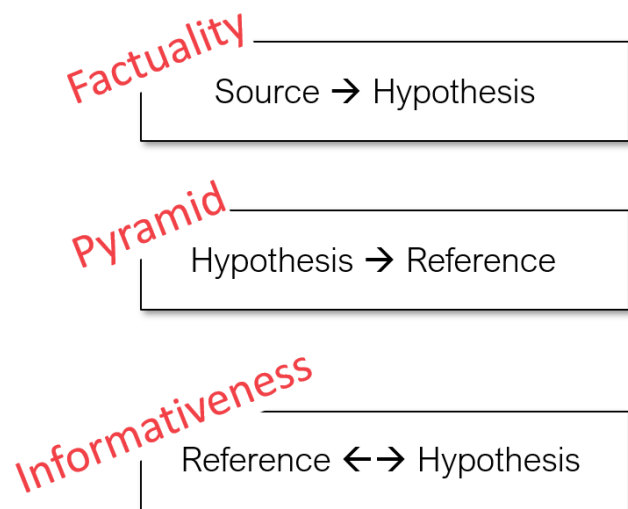 Factuality
Source → Hypothesis
Pyramid
Hypothesis → Reference
Informativeness
Reference ←→ Hypothesis